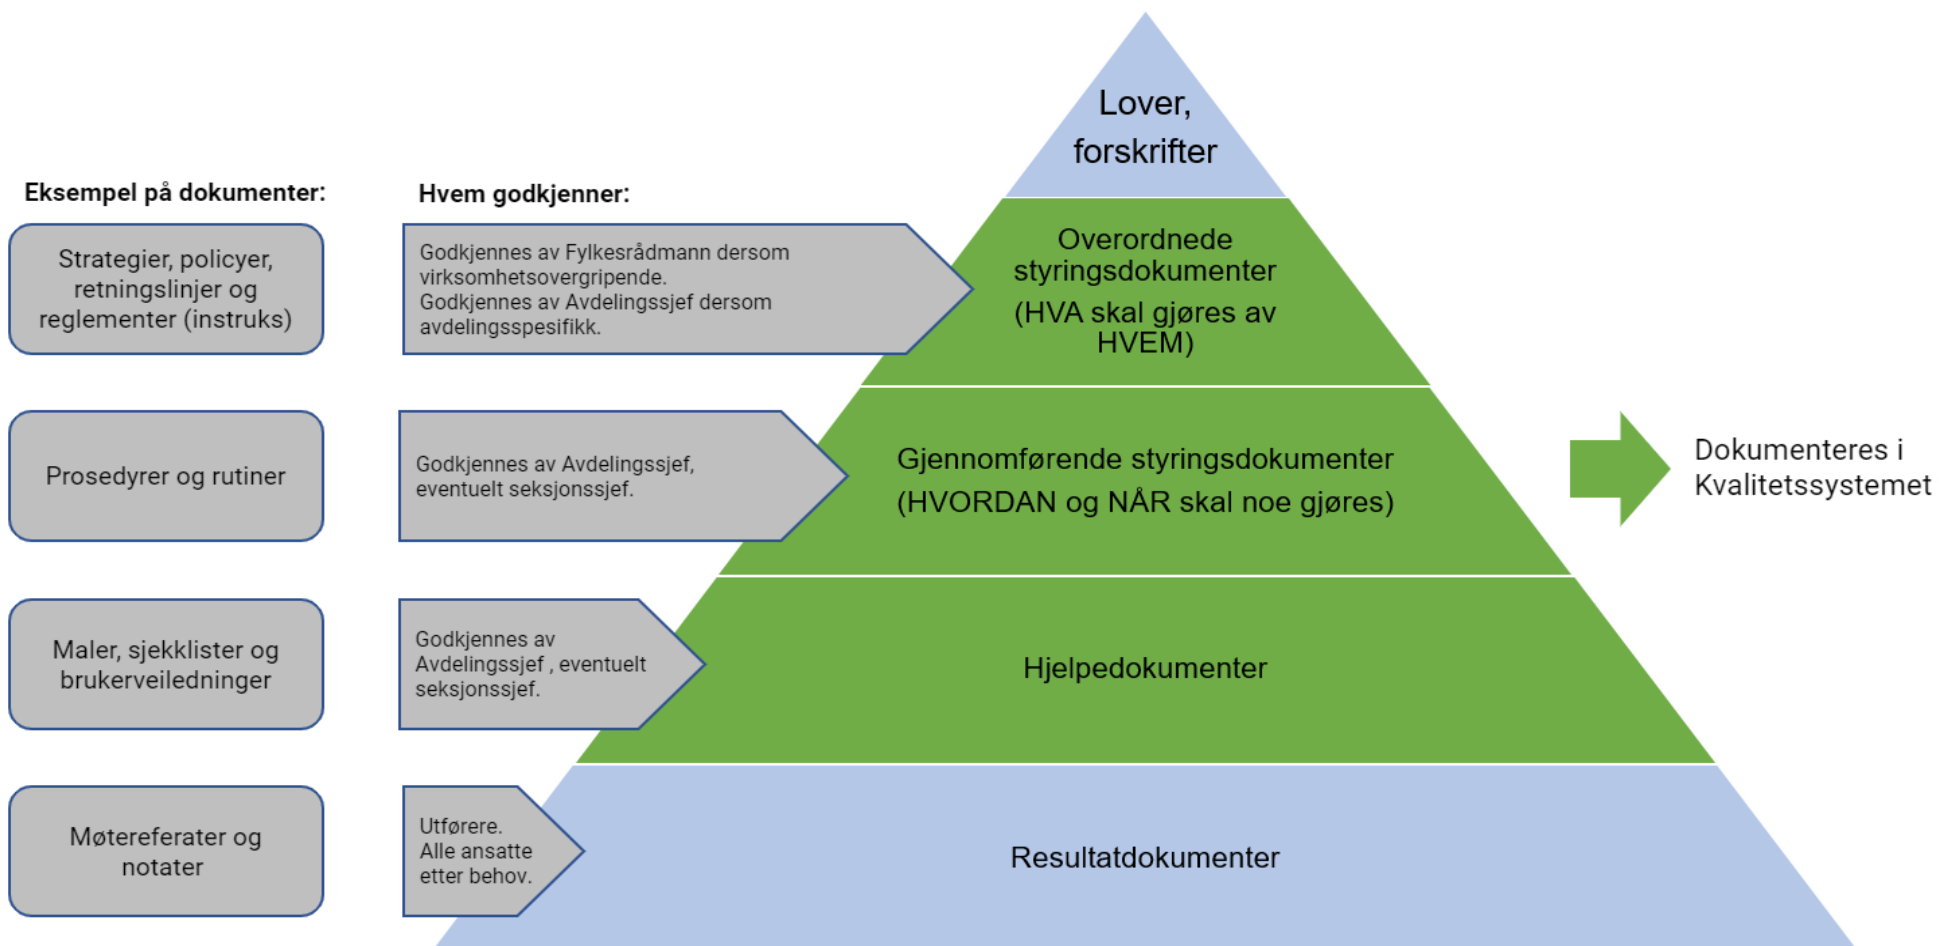 Lover,
forskrifter
Eksempel på dokumenter:
Hvem godkjenner:
Strategier, policyer,
retningslinjer og
reglementer (instruks)
Godkjennes av Fylkesrådmann dersom
virksomhetsovergripende.
Godkjennes av Avdelingssjef dersom
avdelingsspesifikk.
Overordnede
styringsdokumenter
(HVA skal gjøres av
HVEM)
Prosedyrer og rutiner
Godkjennes av Avdelingssjef,
eventuelt seksjonssjef.
Gjennomførende styringsdokumenter
(HVORDAN og NÅR skal noe gjøres)
Dokumenteres i
Kvalitetssystemet
Maler, sjekklister og
brukerveiledninger
Godkjennes av
Avdelingssjef , eventuelt
seksjonssjef.
Hjelpedokumenter
Møtereferater og
notater
Utførere.
Alle ansatte
etter behov.
Resultatdokumenter